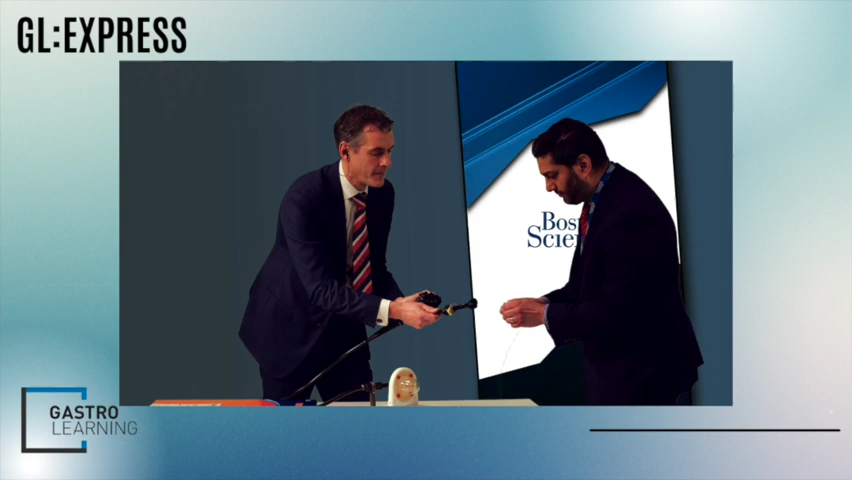 GL:EXPRESS
Bos
Scie
GASTRO
LEARNING